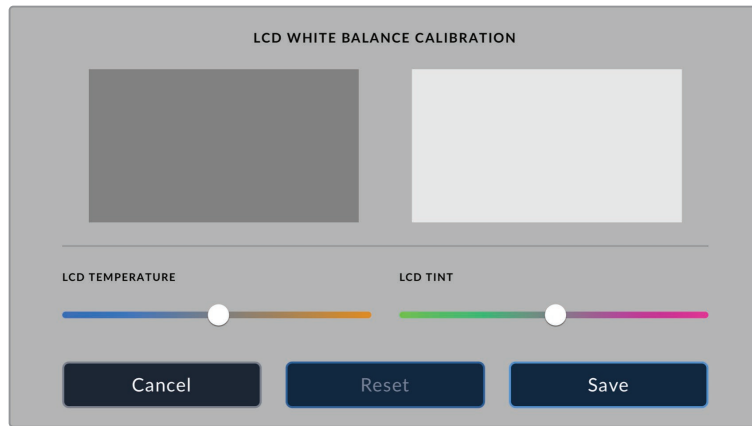 LCD WHITE BALANCE CALIBRATION
LCD TEMPERATURE
LCD TINT
Cancel
Reset
Save